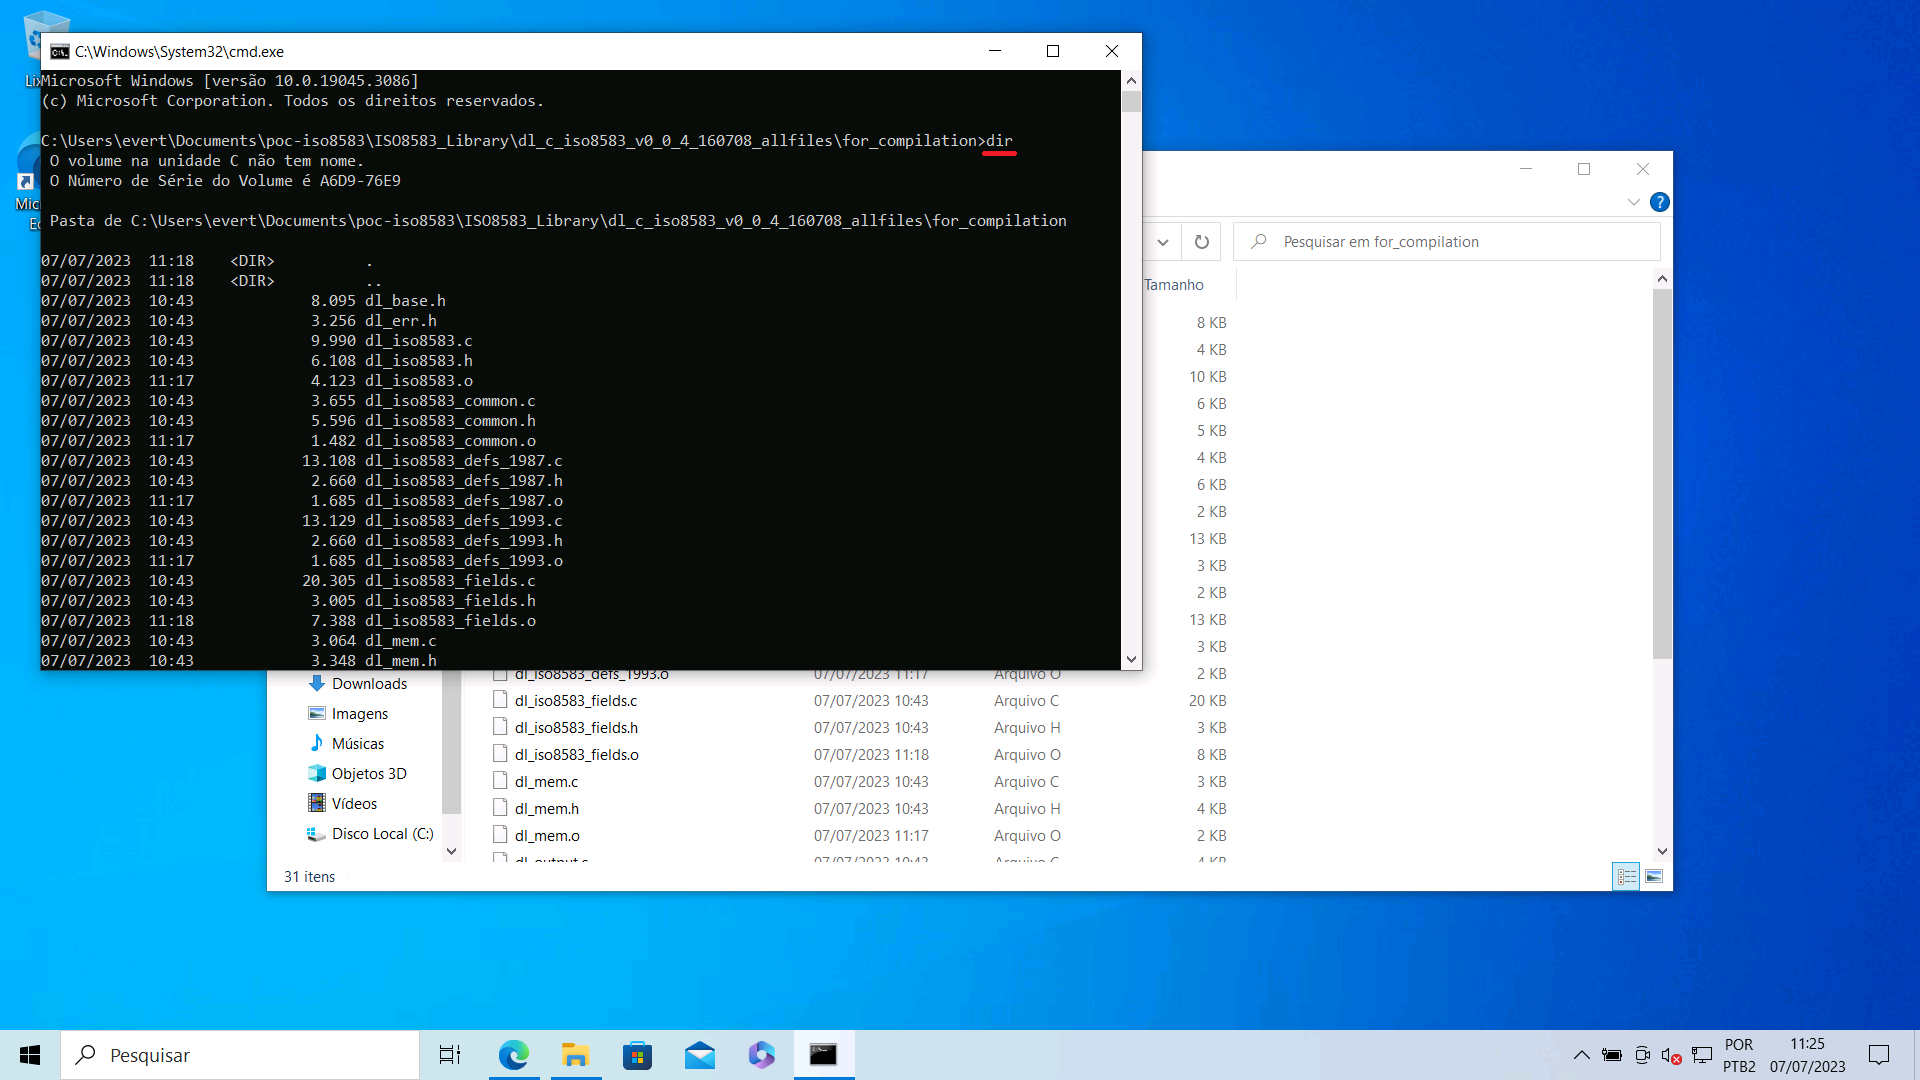 C:\Windows\System32\cmd.exe
Microsoft Windows [versão 10.0.19045.3086]
(c) Microsoft Corporation. Todos os direitos reservados.
C:\Users\evert\Documents\poc-iso8583\ISO8583_Library\dl_c_iso8583_v0_0_4_160708_allfiles\for_compilation>dir
O volume na unidade C não tem nome.
O Número de Série do Volume é A6D9-76E9
Pasta de C:\Users\evert\Documents\poc-iso8583\ISO8583_Library\dl_c_iso8583_v0_0_4_160708_allfiles\for_compilation
07/07/2023 11:18 <DIR> .
07/07/2023 11:18 <DIR> ..
07/07/2023 10:43 8.095 dl_base.h
07/07/2023 10:43 3.256 dl_err.h
07/07/2023 10:43 9.990 dl_iso8583.c
07/07/2023 10:43 6.108 dl_iso8583.h
07/07/2023 11:17 4.123 dl_iso8583.o
07/07/2023 10:43 3.655 dl_iso8583_common.c
07/07/2023 10:43 5.596 dl_iso8583_common.h
07/07/2023 11:17 1.482 dl_iso8583_common.o
07/07/2023 10:43 13.108 dl_iso8583_defs_1987.c
07/07/2023 10:43 2.660 dl_iso8583_defs_1987.h
07/07/2023 11:17 1.685 dl_iso8583_defs_1987.o
07/07/2023 10:43 13.129 dl_iso8583_defs_1993.c
07/07/2023 10:43 2.660 dl_iso8583_defs_1993.h
07/07/2023 11:17 1.685 dl_iso8583_defs_1993.o
07/07/2023 10:43 20.305 dl_iso8583_fields.c
07/07/2023 10:43 3.005 dl_iso8583_fields.h
07/07/2023 11:18 7.388 dl_iso8583_fields.o
07/07/2023 10:43 3.064 dl_mem.c
07/07/2023 10:43 3.348 dl_mem.h
Pesquisar em for_compilation
Tamanho
8 KB
4 KB
10 KB
6 KB
5 KB
4 KB
6 KB
2 KB
13 KB
3 KB
2 KB
13 KB
3 KB
dl_iso8583_defs_1993.o 07/07/2023 11:17 Arquivo O 2 KB
dl_iso8583_fields.c 07/07/2023 10:43 Arquivo C 20 KB
dl_iso8583_fields.h 07/07/2023 10:43 Arquivo H 3 KB
dl_iso8583_fields.o 07/07/2023 11:18 Arquivo O 8 KB
dl_mem.c 07/07/2023 10:43 Arquivo C 3 KB
dl_mem.h 07/07/2023 10:43 Arquivo H 4 KB
dl_mem.o 07/07/2023 11:17 Arquivo O 2 KB
dl_output.c 07/07/2023 10:43 Arquivo C 4 KB
Downloads
Imagens
Músicas
Objetos 3D
Vídeos
Disco Local (C:)
31 itens
Pesquisar
POR
PTB2
11:25
07/07/2023